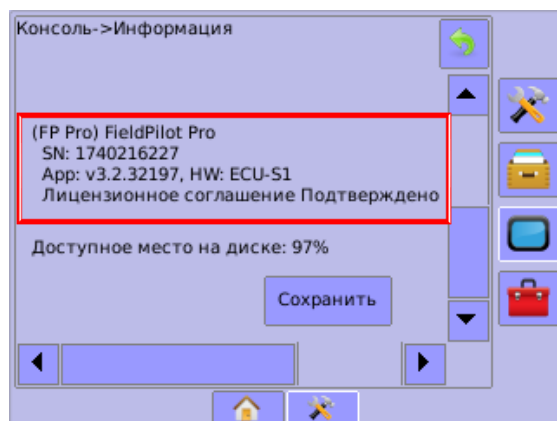 Консоль->Информация
(FP Pro) FieldPilot Pro
SN: 1740216227
App: v3.2.32197, HW: ECU-S1
Лицензионное соглашение Подтверждено
Доступное место на диске: 97%
Сохранить